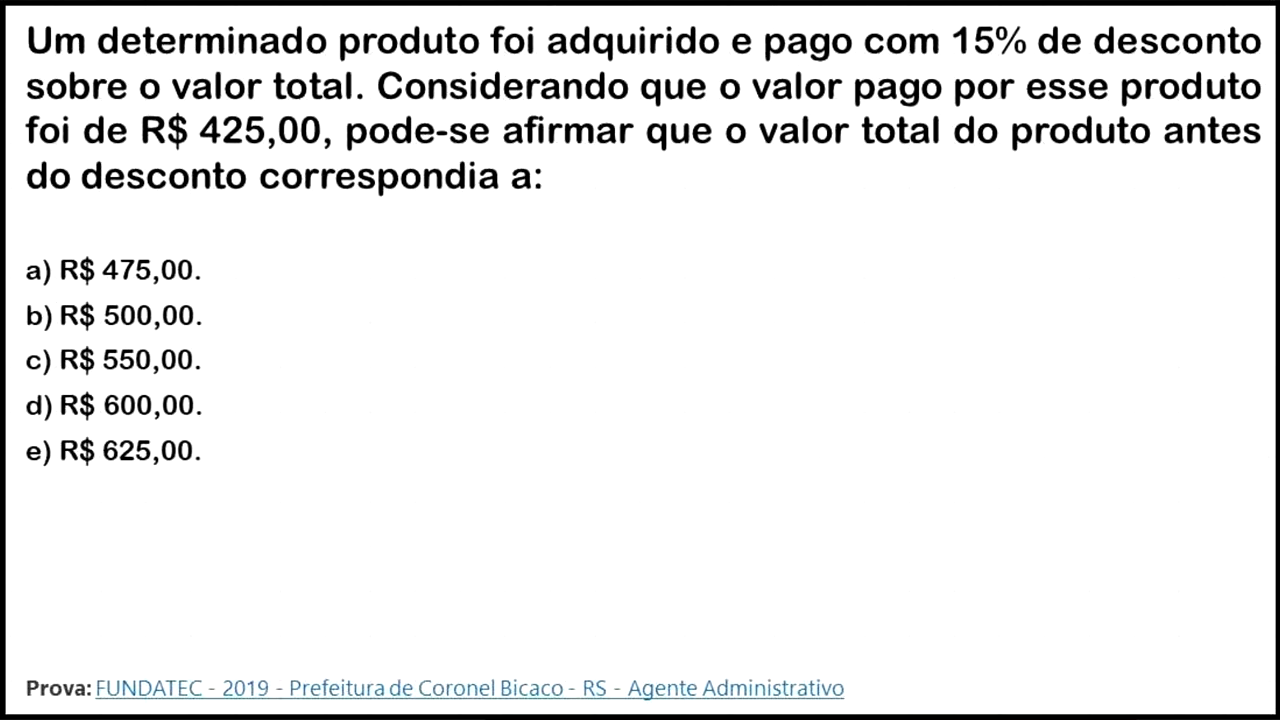 Um determinado produto foi adquirido e pago com 15% de desconto
sobre o valor total. Considerando que o valor pago por esse produto
foi de R$ 425,00, pode-se afirmar que o valor total do produto antes
do desconto correspondia a:
a) R$ 475,00.
b) R$ 500,00.
c) R$ 550,00.
d) R$ 600,00.
e) R$ 625,00.
Prova: FUNDATEC - 2019 - Prefeitura de Coronel Bicaco - RS - Agente Administrativo